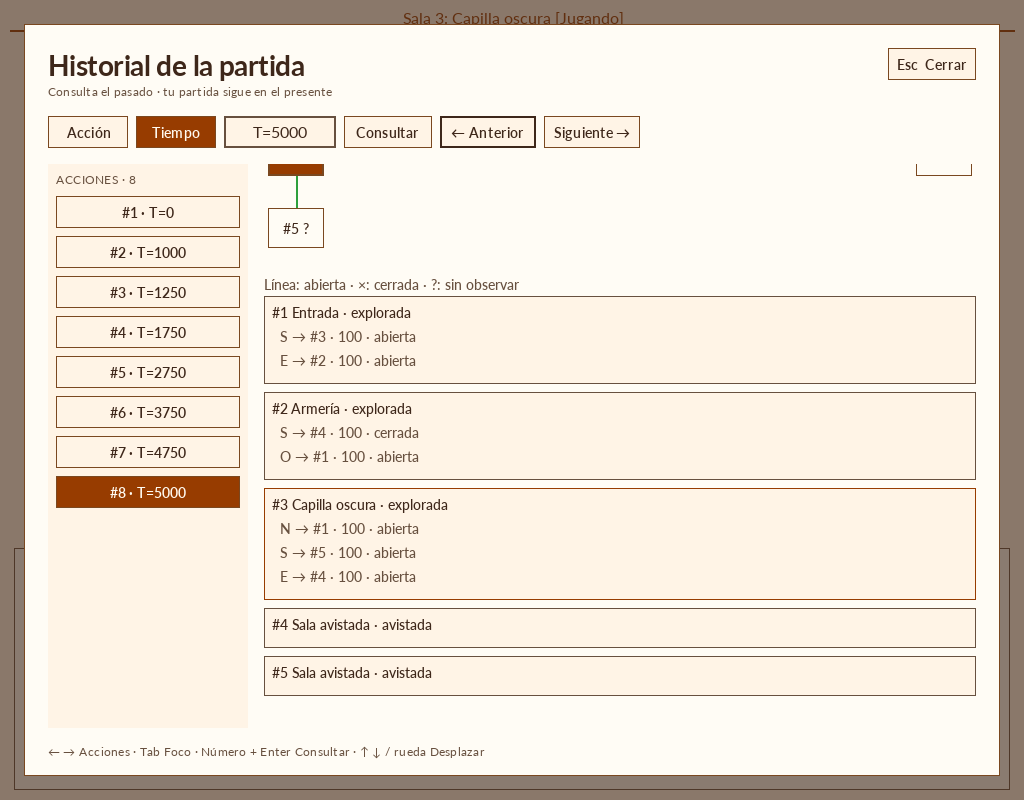 Sala 3: Capilla oscura [Jugando]
Historial de la partida
Esc Cerrar
Consulta el pasado · tu partida sigue en el presente
Acción Tiempo T=5000 Consultar ← Anterior Siguiente →
ACCIONES · 8
#1 · T=0
#2 · T=1000
#3 · T=1250
#4 · T=1750
#5 · T=2750
#6 · T=3750
#7 · T=4750
#8 · T=5000
#5 ?
Línea: abierta · ×: cerrada · ?: sin observar
#1 Entrada · explorada
S → #3 · 100 · abierta
E → #2 · 100 · abierta
#2 Armería · explorada
S → #4 · 100 · cerrada
O → #1 · 100 · abierta
#3 Capilla oscura · explorada
N → #1 · 100 · abierta
S → #5 · 100 · abierta
E → #4 · 100 · abierta
#4 Sala avistada · avistada
#5 Sala avistada · avistada
← → Acciones · Tab Foco · Número + Enter Consultar · ↑ ↓ / rueda Desplazar